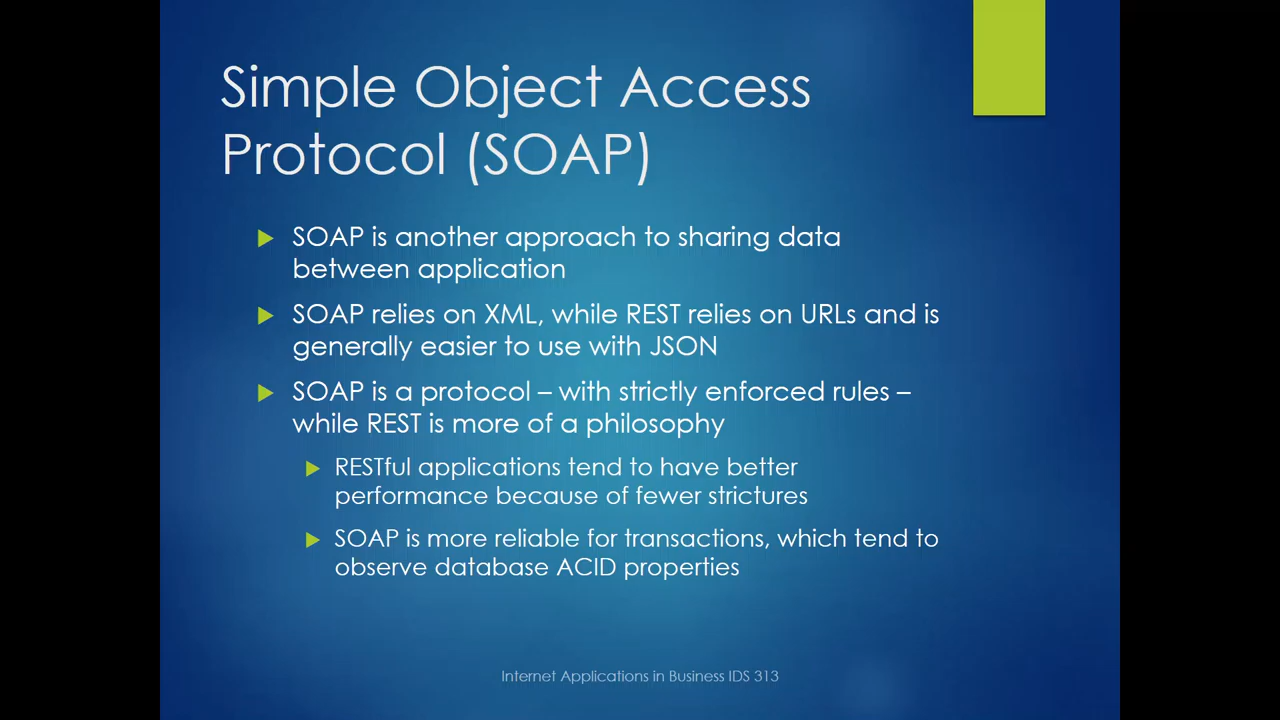 Simple Object Access
Protocol (SOAP)
SOAP is another approach to sharing data
between application
SOAP relies on XML, while REST relies on URLs and is
generally easier to use with JSON
SOAP is a protocol – with strictly enforced rules –
while REST is more of a philosophy
RESTful applications tend to have better
performance because of fewer strictures
SOAP is more reliable for transactions, which tend to
observe database ACID properties
Internet Applications in Business IDS 313